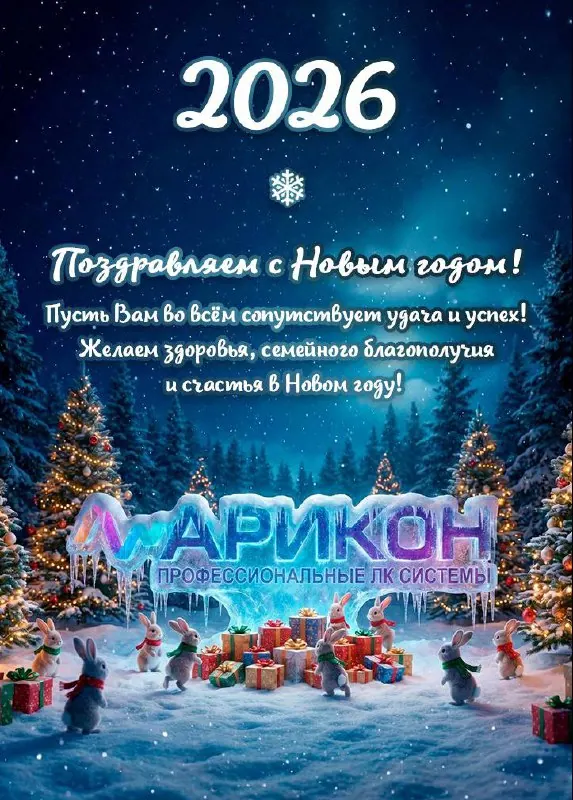 2026
Поздравляем с Новым годом!
Пусть Вам во всём сопутствует удача и успех!
Желаем здоровья, семейного благополучия
и счастья в Новом году!
АРИКОН
ПРОФЕССИОНАЛЬНЫЕ ЛК СИСТЕМЫ